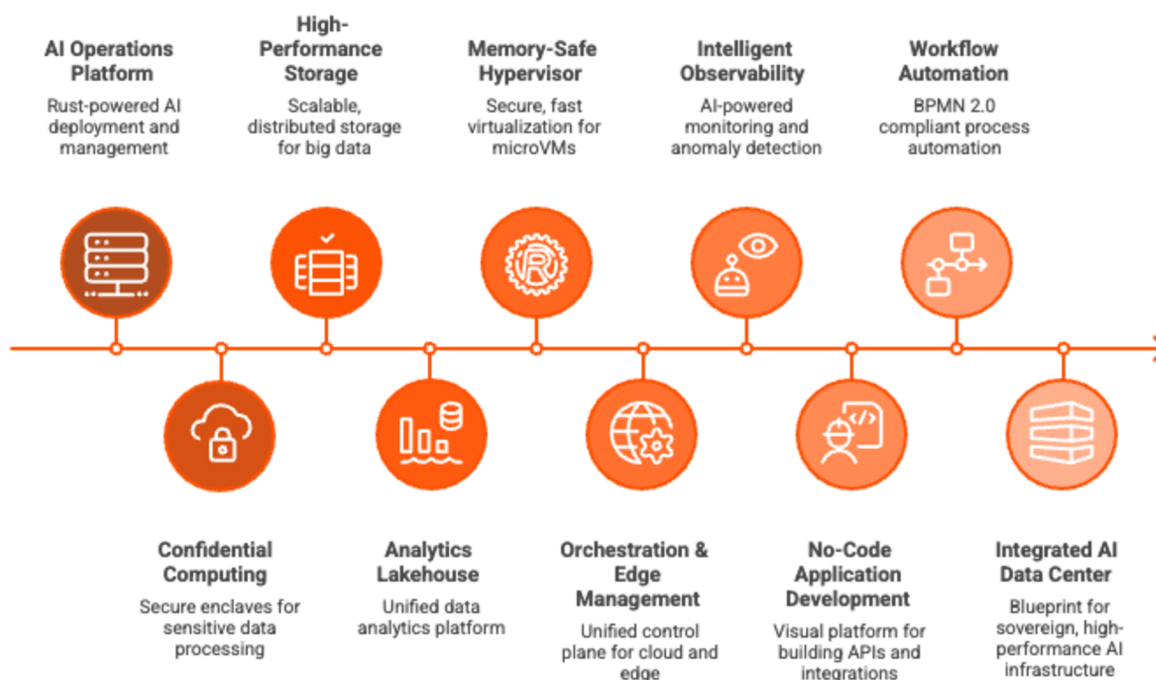 AI Operations
Platform
Rust-powered AI
deployment and
management
High-
Performance
Storage
Scalable,
distributed storage
for big data
Memory-Safe
Hypervisor
Secure, fast
virtualization for
microVMs
Intelligent
Observability
AI-powered
monitoring and
anomaly detection
Workflow
Automation
BPMN 2.0
compliant process
automation
R
</>
Confidential
Computing
Secure enclaves for
sensitive data
processing
Analytics
Lakehouse
Unified data
analytics platform
Orchestration &
Edge
Management
Unified control
plane for cloud and
edge
No-Code
Application
Development
Visual platform for
building APIs and
integrations
Integrated AI
Data Center
Blueprint for
sovereign, high-
performance AI
infrastructure